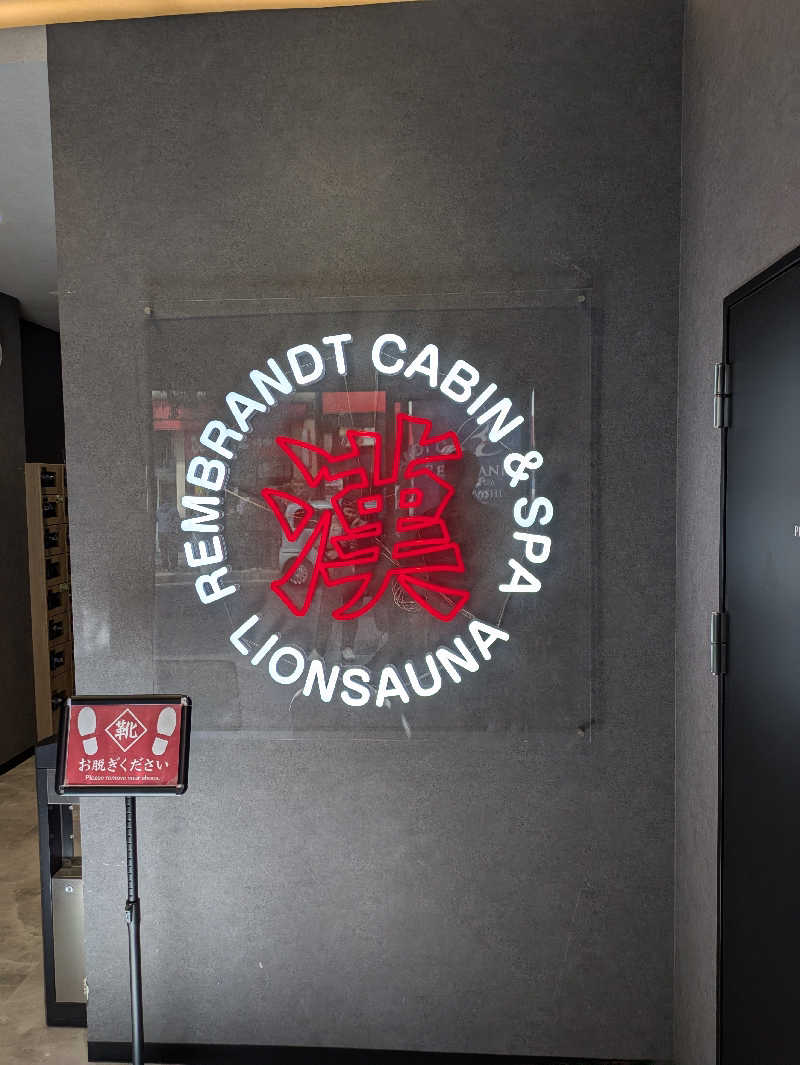 REMBRANDT CABIN & SPA
漢
LIONSAUNA
靴
お脱ぎください
Please remove your shoes.